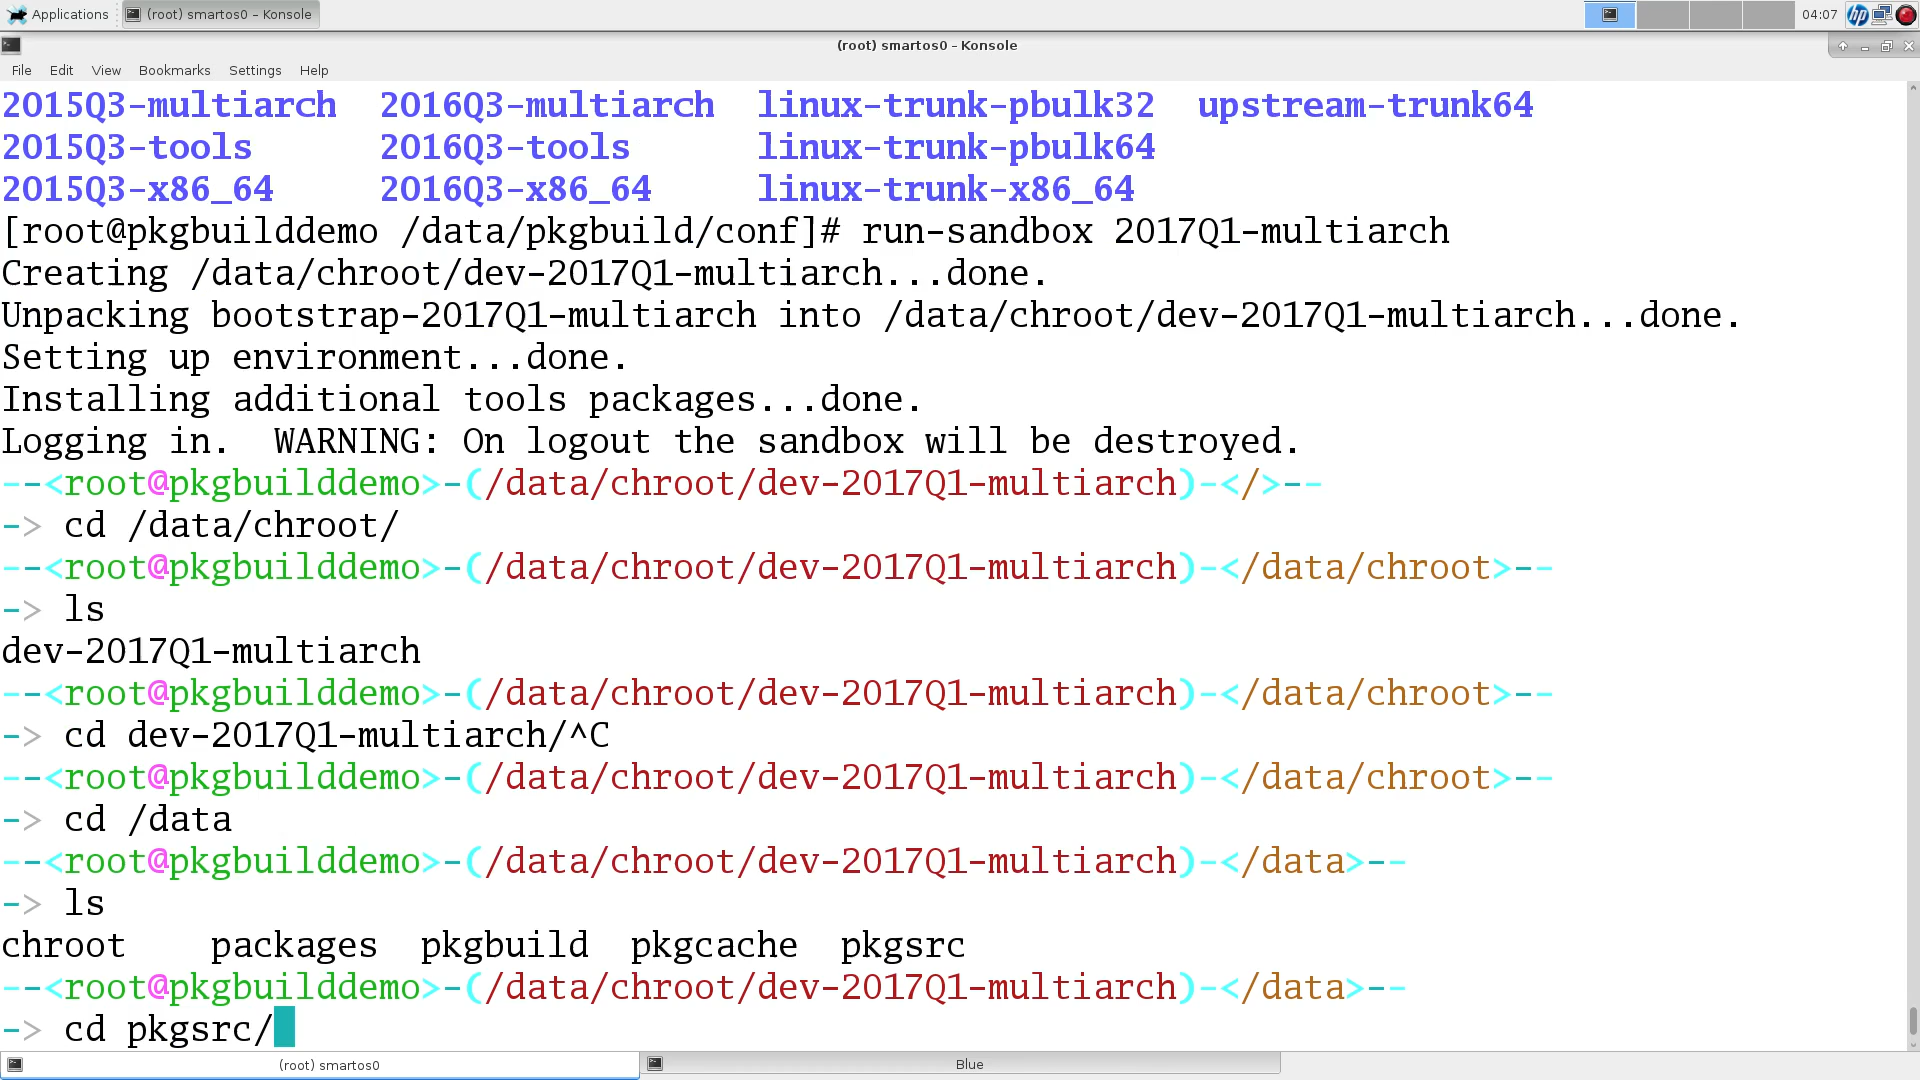 Applications (root) smartos0 – Konsole 04:07
(root) smartos0 – Konsole
File Edit View Bookmarks Settings Help
2015Q3-multiarch 2016Q3-multiarch linux-trunk-pbulk32 upstream-trunk64
2015Q3-tools 2016Q3-tools linux-trunk-pbulk64
2015Q3-x86_64 2016Q3-x86_64 linux-trunk-x86_64
[root@pkgbuilddemo /data/pkgbuild/conf]# run-sandbox 2017Q1-multiarch
Creating /data/chroot/dev-2017Q1-multiarch...done.
Unpacking bootstrap-2017Q1-multiarch into /data/chroot/dev-2017Q1-multiarch...done.
Setting up environment...done.
Installing additional tools packages...done.
Logging in.  WARNING: On logout the sandbox will be destroyed.
--<root@pkgbuilddemo>-(/data/chroot/dev-2017Q1-multiarch)-</>--
-> cd /data/chroot/
--<root@pkgbuilddemo>-(/data/chroot/dev-2017Q1-multiarch)-</data/chroot>--
-> ls
dev-2017Q1-multiarch
--<root@pkgbuilddemo>-(/data/chroot/dev-2017Q1-multiarch)-</data/chroot>--
-> cd dev-2017Q1-multiarch/^C
--<root@pkgbuilddemo>-(/data/chroot/dev-2017Q1-multiarch)-</data/chroot>--
-> cd /data
--<root@pkgbuilddemo>-(/data/chroot/dev-2017Q1-multiarch)-</data>--
-> ls
chroot packages pkgbuild pkgcache pkgsrc
--<root@pkgbuilddemo>-(/data/chroot/dev-2017Q1-multiarch)-</data>--
-> cd pkgsrc/
(root) smartos0 Blue